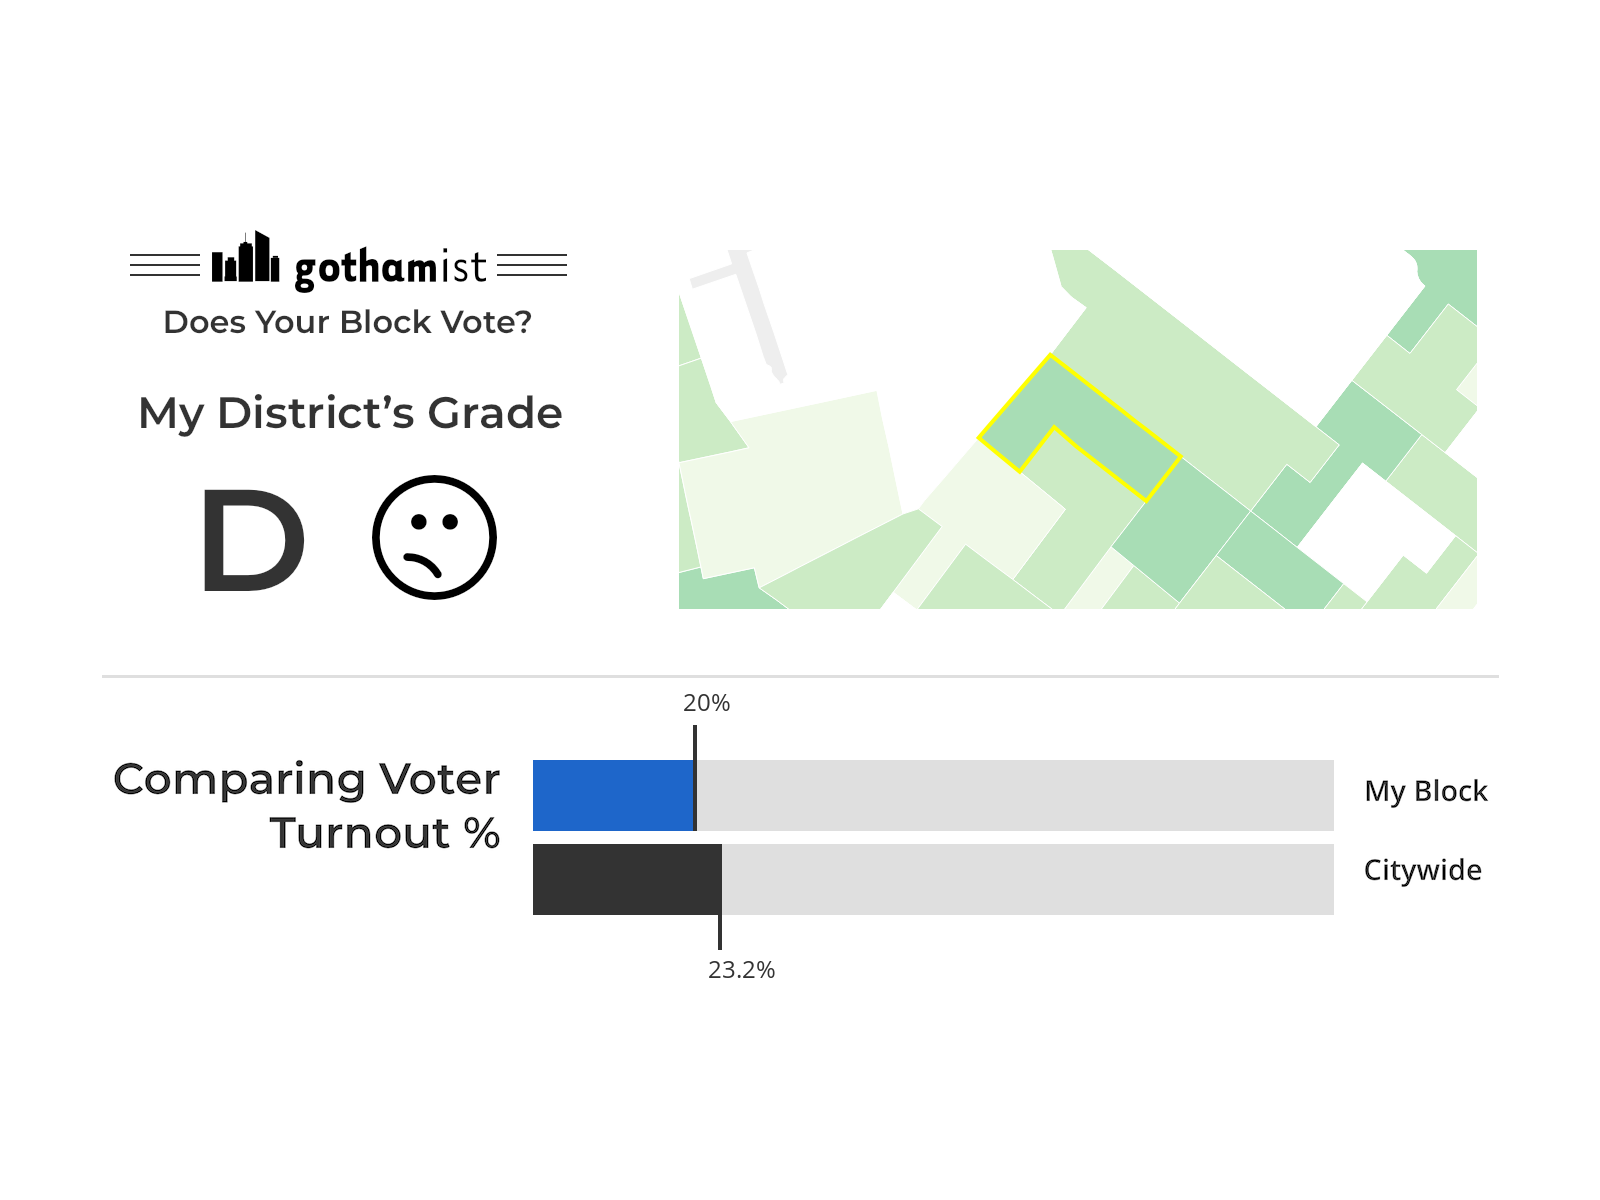 gothamist
Does Your Block Vote?
My District’s Grade
D
20%
Comparing Voter
Turnout %
My Block
Citywide
23.2%